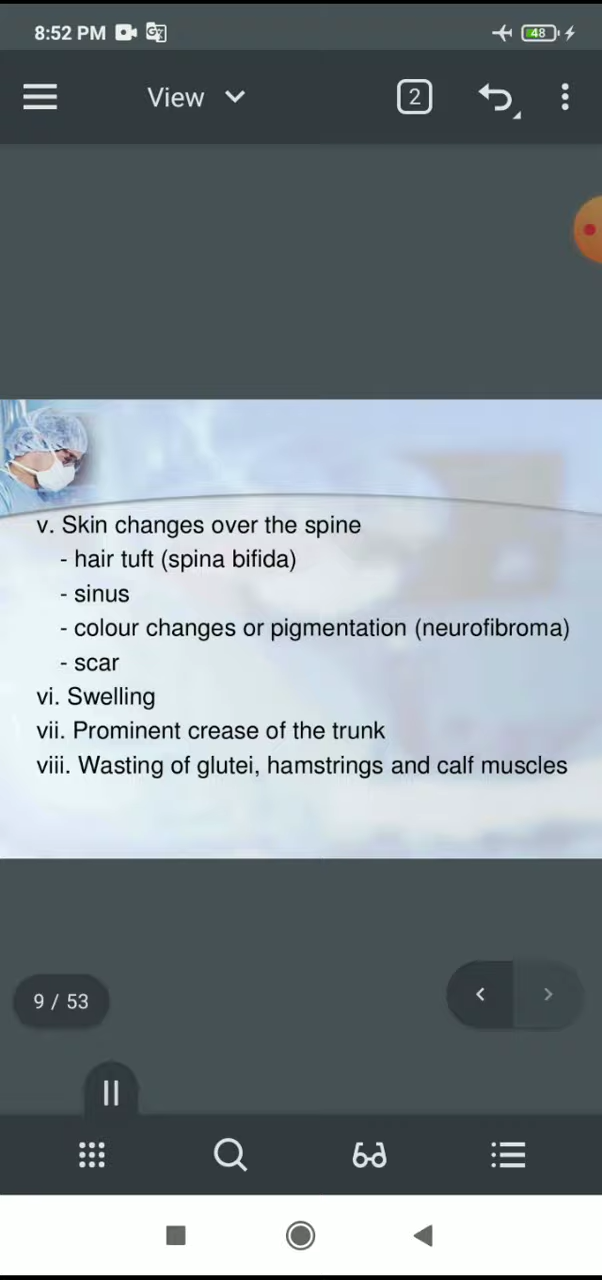 8:52 PM
48
View
2
v. Skin changes over the spine
- hair tuft (spina bifida)
- sinus
- colour changes or pigmentation (neurofibroma)
- scar
vi. Swelling
vii. Prominent crease of the trunk
viii. Wasting of glutei, hamstrings and calf muscles
9 / 53